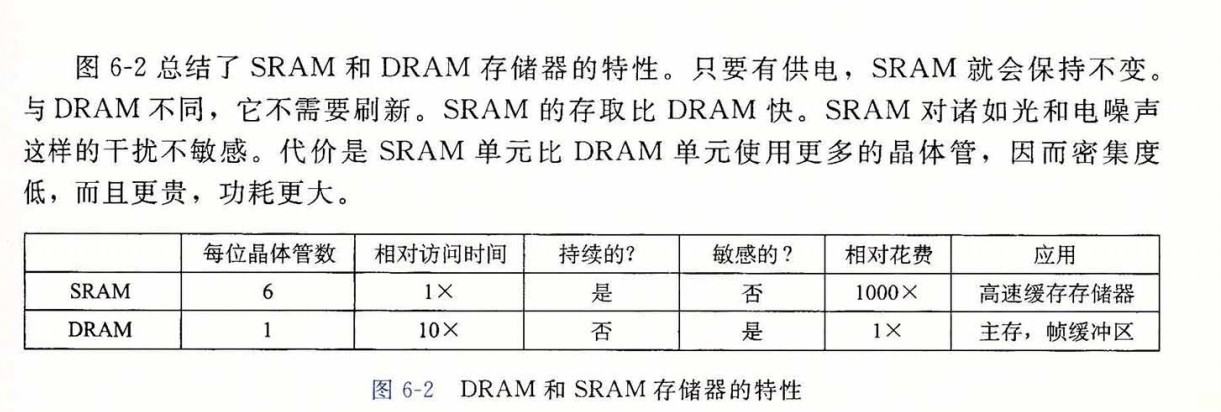 图 6-2 总结了 SRAM 和 DRAM 存储器的特性。只要有供电，SRAM 就会保持不变。
与 DRAM 不同，它不需要刷新。SRAM 的存取比 DRAM 快。SRAM 对诸如光和电噪声
这样的干扰不敏感。代价是 SRAM 单元比 DRAM 单元使用更多的晶体管，因而密集度
低，而且更贵，功耗更大。
每位晶体管数 相对访问时间 持续的？ 敏感的？ 相对花费 应用
SRAM 6 1× 是 否 1000× 高速缓存存储器
DRAM 1 10× 否 是 1× 主存，帧缓冲区
图 6-2 DRAM 和 SRAM 存储器的特性